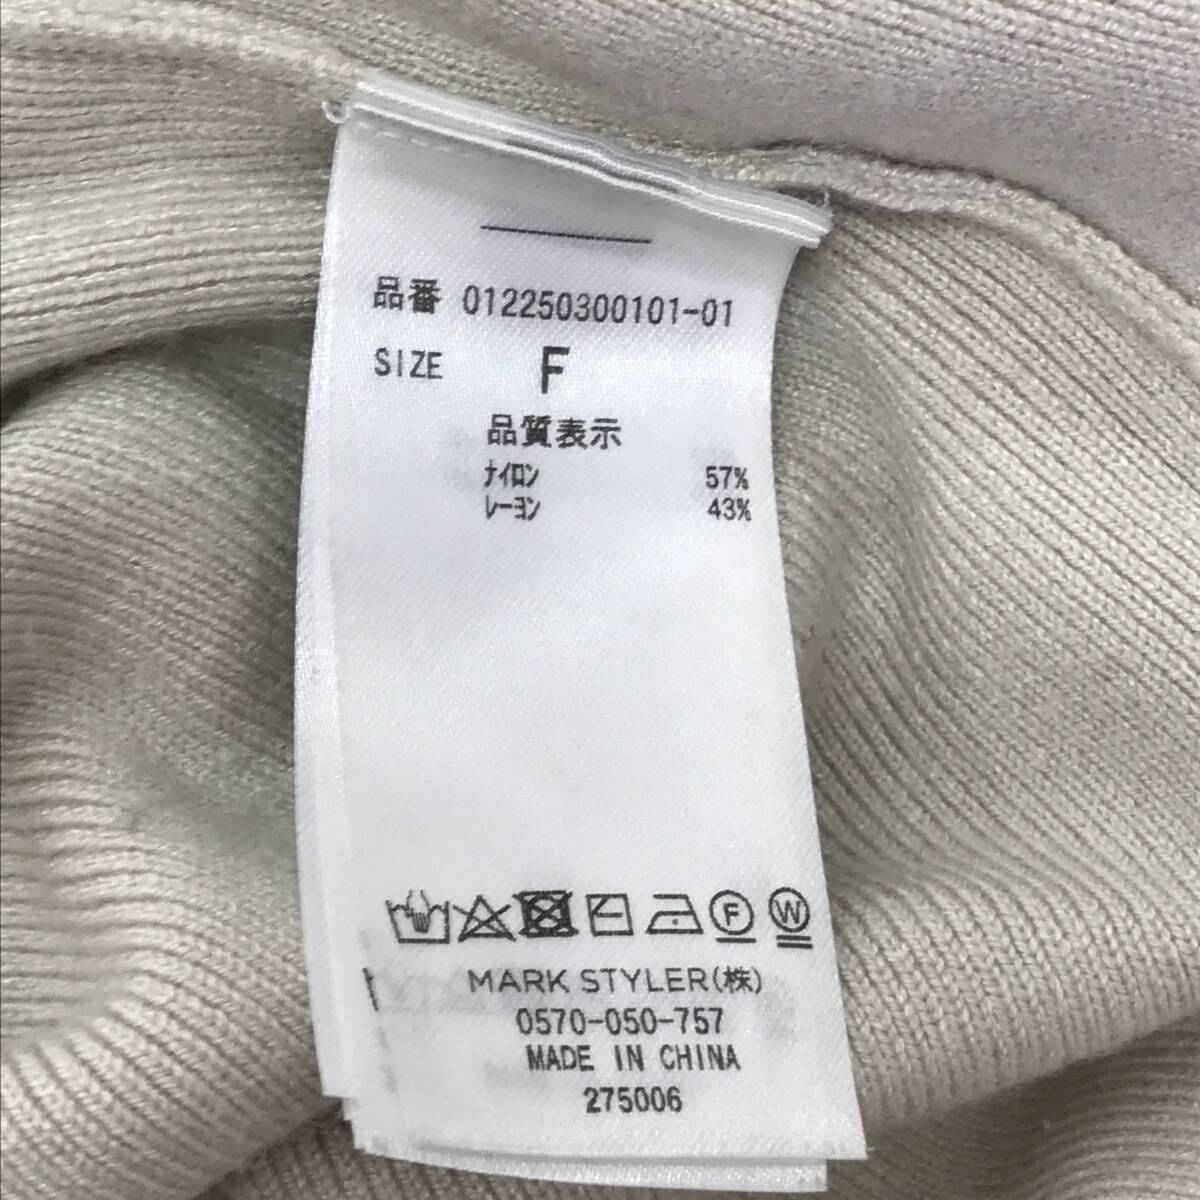 品番 012250300101-01
SIZE F
品質表示
ﾅｲﾛﾝ 57%
ﾚｰﾖﾝ 43%
F W
MARK STYLER(株)
0570-050-757
MADE IN CHINA
275006